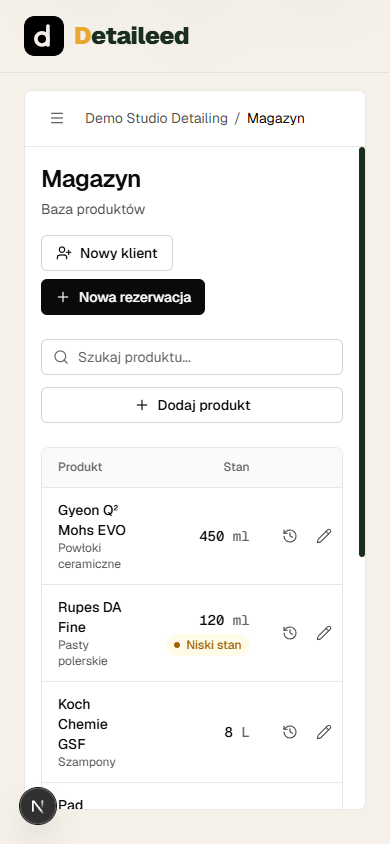 d Detaileed
Demo Studio Detailing / Magazyn
Magazyn
Baza produktów
Nowy klient
+ Nowa rezerwacja
Szukaj produktu...
+ Dodaj produkt
Produkt Stan
Gyeon Q²
Mohs EVO
450 ml
Powłoki
ceramiczne
Rupes DA
Fine
120 ml
Niski stan
Pasty
polerskie
Koch
Chemie
GSF
8 L
Szampony
Pad
N